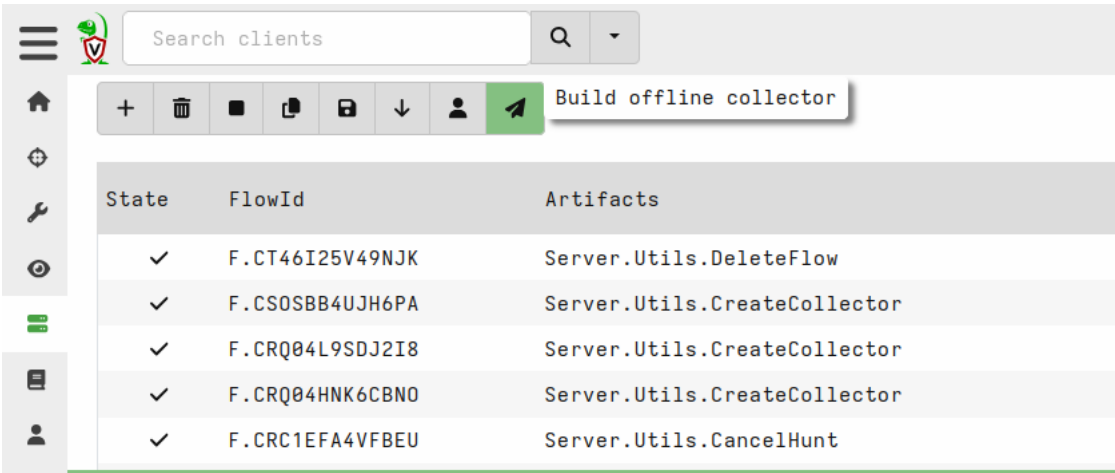 V
Search clients
Build offline collector
State FlowId Artifacts
F.CT46I25V49NJK Server.Utils.DeleteFlow
F.CSOSBB4UJH6PA Server.Utils.CreateCollector
F.CRQ04L9SDJ2I8 Server.Utils.CreateCollector
F.CRQ04HNK6CBNO Server.Utils.CreateCollector
F.CRC1EFA4VFBEU Server.Utils.CancelHunt